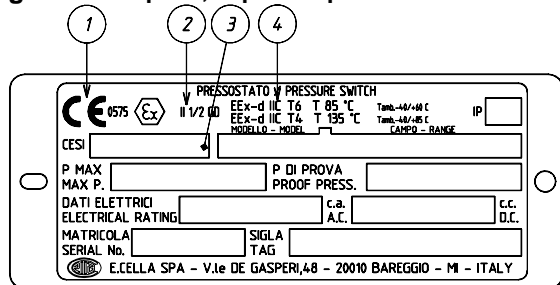 1 2 3 4
PRESSOSTATO - PRESSURE SWITCH
CE 0575 Ex II 1/2 GD EEx-d IIC T6 T 85 °C Tamb.-40/+60 C IP
EEx-d IIC T4 T 135 °C Tamb.-40/+85 C
MODELLO - MODEL CAMPO - RANGE
CESI
P MAX P DI PROVA
MAX P. PROOF PRESS.
DATI ELETTRICI c.a. c.c.
ELECTRICAL RATING A.C. D.C.
MATRICOLA SIGLA
SERIAL No. TAG
E.CELLA SPA - V.le DE GASPERI,48 - 20010 BAREGGIO - MI - ITALY